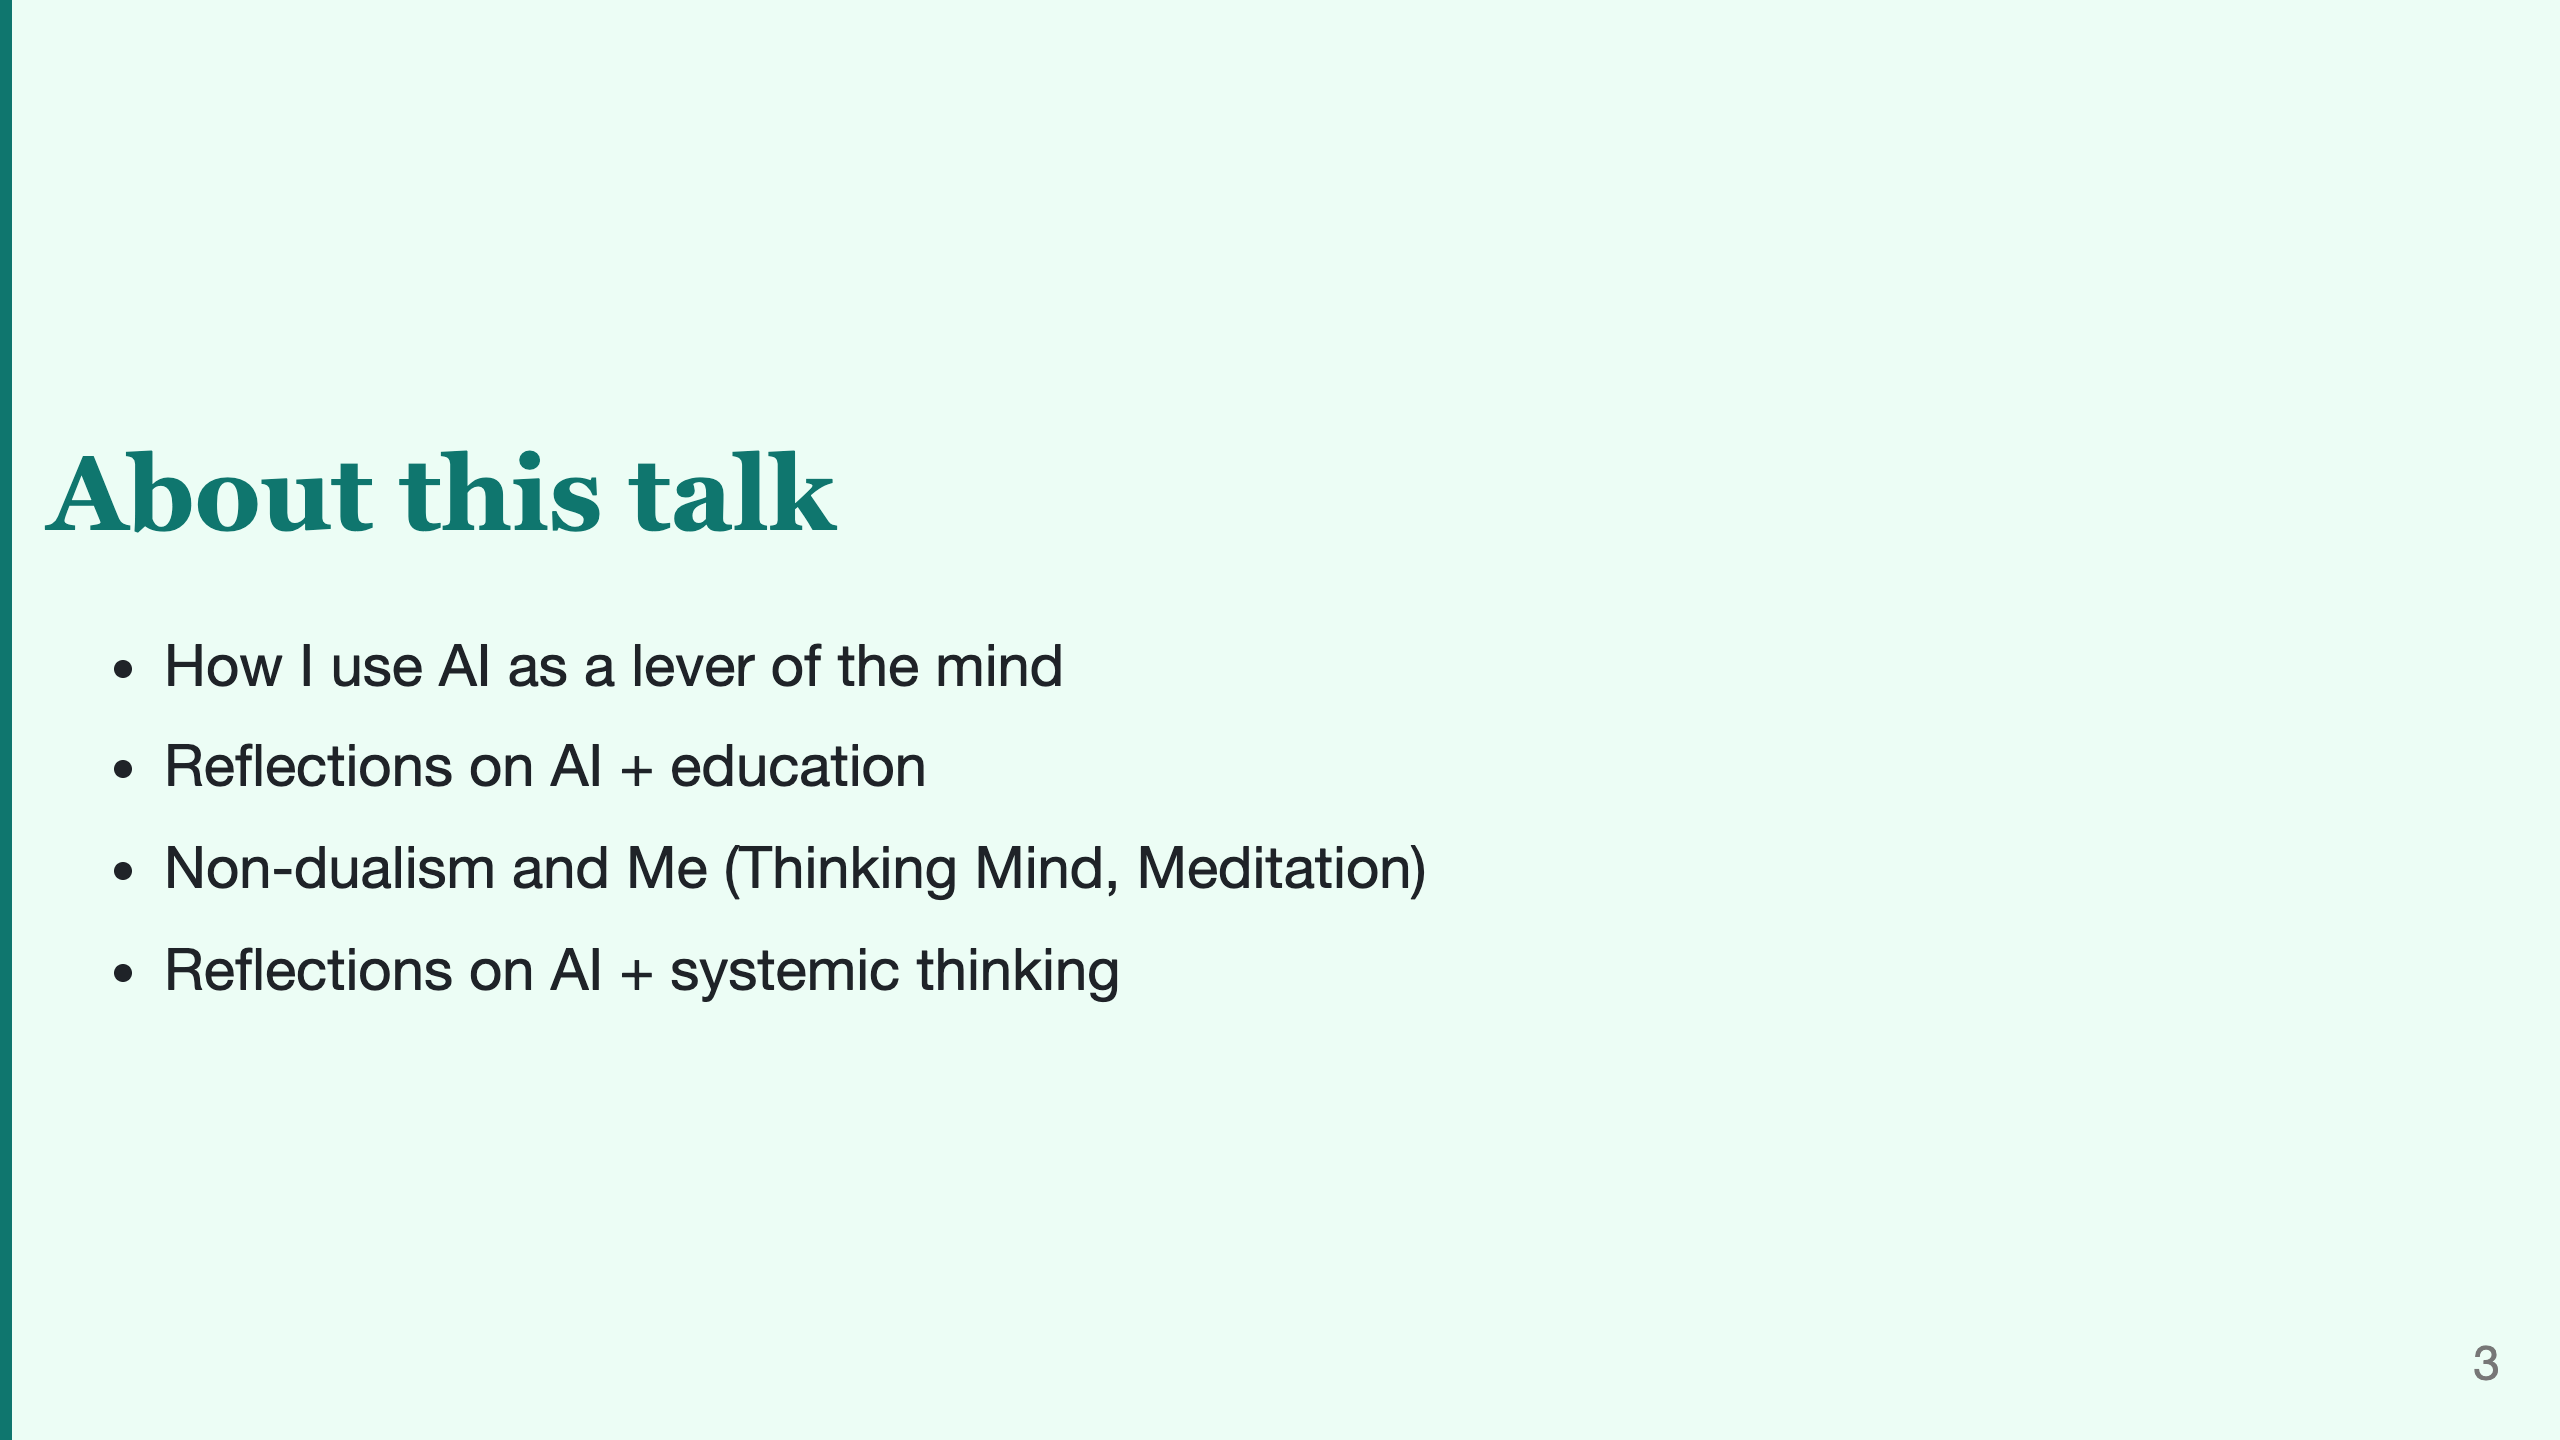 About this talk
• How I use AI as a lever of the mind
• Reflections on AI + education
• Non-dualism and Me (Thinking Mind, Meditation)
• Reflections on AI + systemic thinking
3